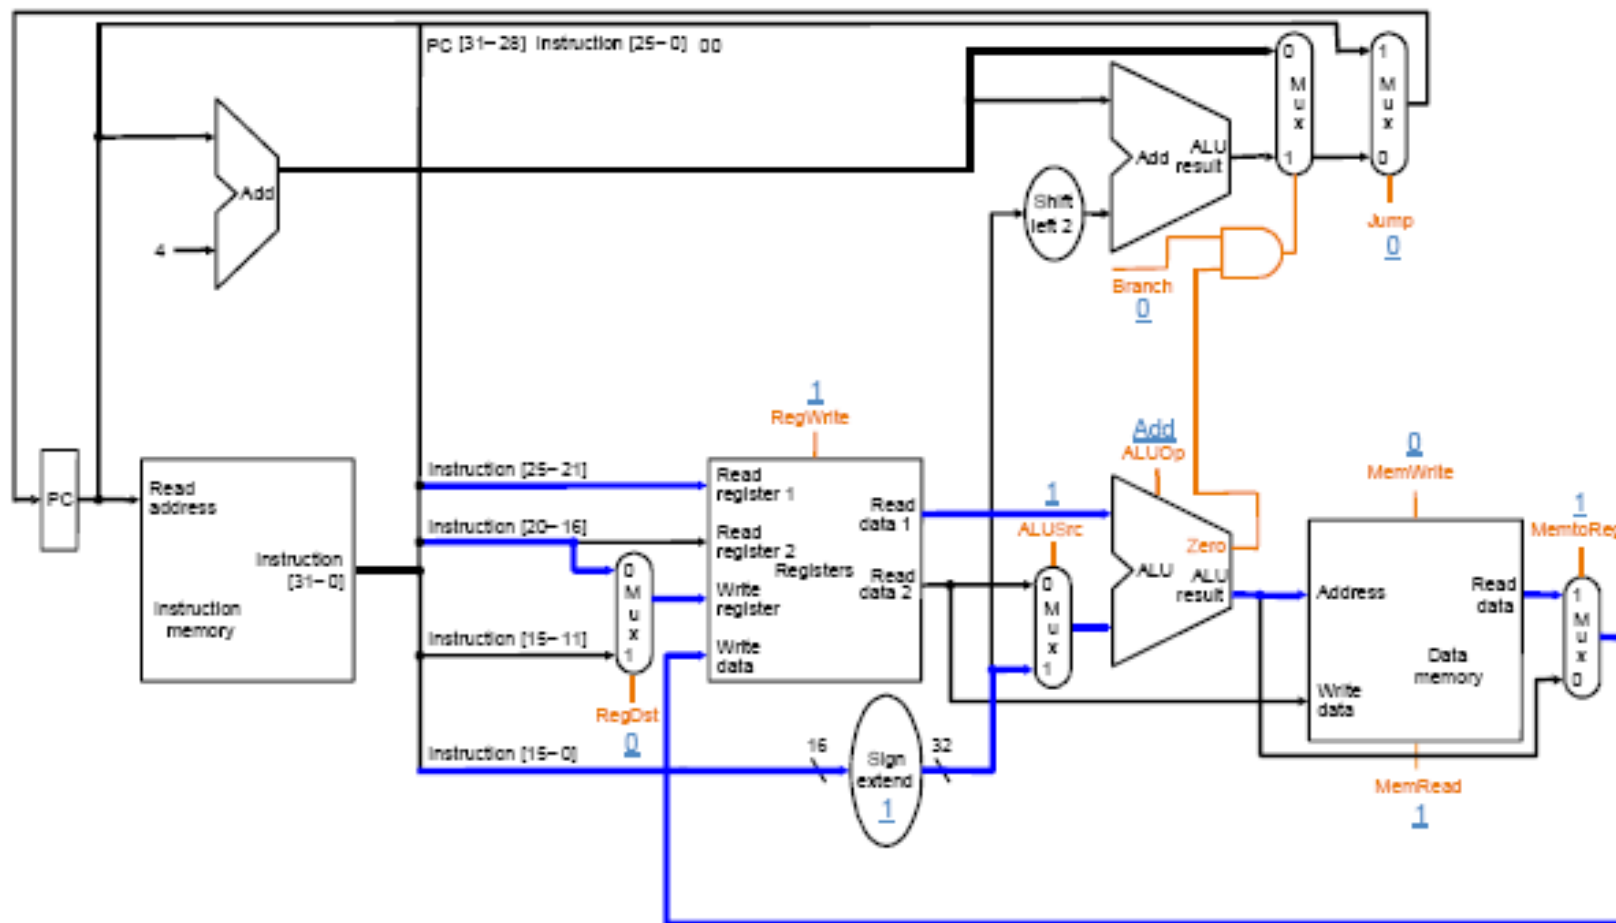 PC [31-28] Instruction [25-0] 00
0
M
u
x
1
1
M
u
x
0
Add
ALU
result
Add
4
Shift
left 2
Jump
0
Branch
0
1
RegWrite
Add
ALUOp
0
MemWrite
1
MemtoReg
PC
Read
address
Instruction
[31-0]
Instruction
memory
Instruction [25-21]
Instruction [20-16]
Instruction [15-11]
Instruction [15-0]
0
M
u
x
1
RegDst
0
Read
register 1
Read
register 2
Write
register
Write
data
Registers
Read
data 1
Read
data 2
16
Sign
extend
1
32
1
ALUSrc
0
M
u
x
1
Zero
ALU
ALU
result
Address
Read
data
Data
memory
Write
data
MemRead
1
1
M
u
x
0